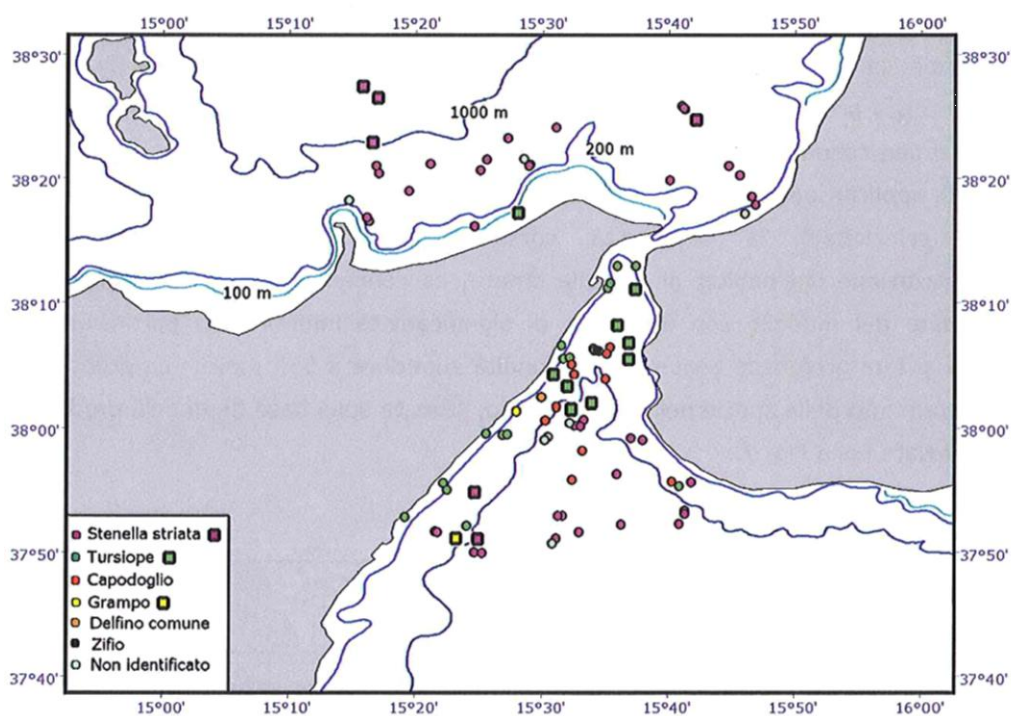 15°00' 15°10' 15°20' 15°30' 15°40' 15°50' 16°00'
38°30' 38°30'
1000 m
200 m
38°20' 38°20'
100 m
38°10' 38°10'
38°00' 38°00'
Stenella striata
Tursiope
37°50' 37°50'
Capodoglio
Grampo
Delfino comune
Zifio
Non identificato
37°40' 37°40'
15°00' 15°10' 15°20' 15°30' 15°40' 15°50' 16°00'